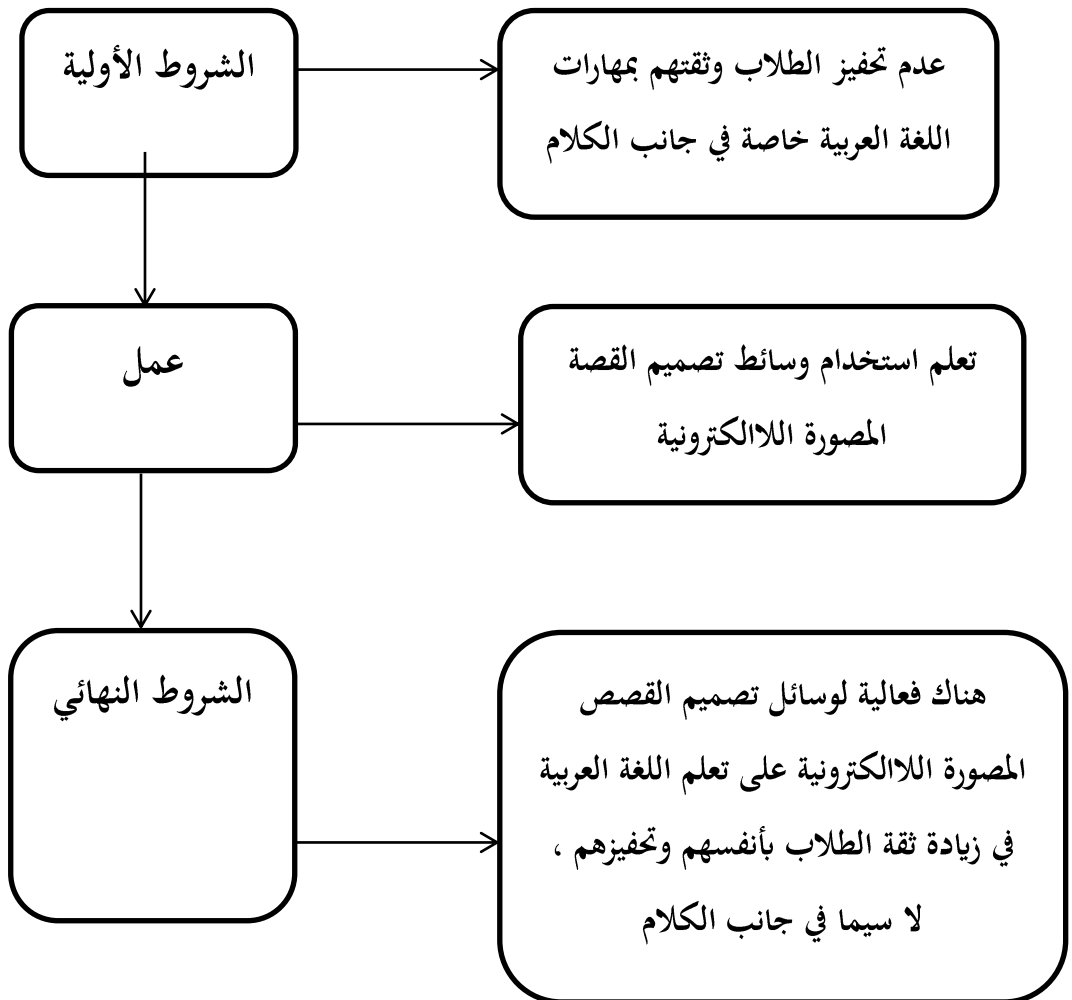 الشروط الأولية
عدم تحفيز الطلاب وثقتهم بمهارات
اللغة العربية خاصة في جانب الكلام
عمل
تعلم استخدام وسائط تصميم القصة
المصورة اللاالكترونية
الشروط النهائي
هناك فعالية لوسائل تصميم القصص
المصورة اللاالكترونية على تعلم اللغة العربية
في زيادة ثقة الطلاب بأنفسهم وتحفيزهم ،
لا سيما في جانب الكلام